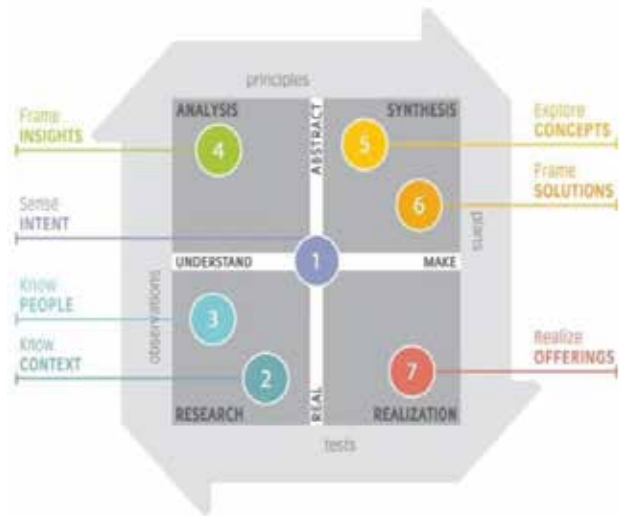 principles
ANALYSIS
SYNTHESIS
ABSTRACT
Frame
INSIGHTS
4
5
Explore
CONCEPTS
6
Frame
SOLUTIONS
Sense
INTENT
plans
UNDERSTAND
1
MAKE
observations
Know
PEOPLE
3
Know
CONTEXT
2
7
Realize
OFFERINGS
REAL
RESEARCH
REALIZATION
tests